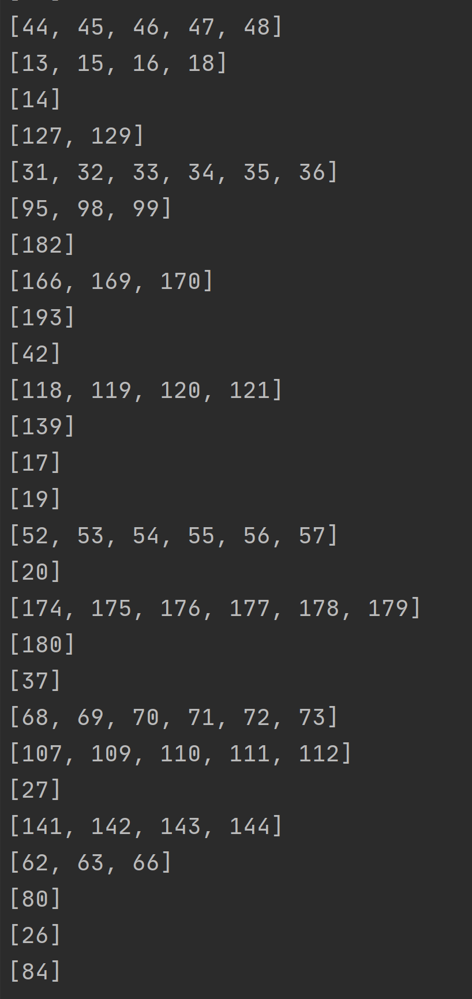 [44, 45, 46, 47, 48]
[13, 15, 16, 18]
[14]
[127, 129]
[31, 32, 33, 34, 35, 36]
[95, 98, 99]
[182]
[166, 169, 170]
[193]
[42]
[118, 119, 120, 121]
[139]
[17]
[19]
[52, 53, 54, 55, 56, 57]
[20]
[174, 175, 176, 177, 178, 179]
[180]
[37]
[68, 69, 70, 71, 72, 73]
[107, 109, 110, 111, 112]
[27]
[141, 142, 143, 144]
[62, 63, 66]
[80]
[26]
[84]